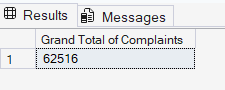 Results Messages
Grand Total of Complaints
1 62516